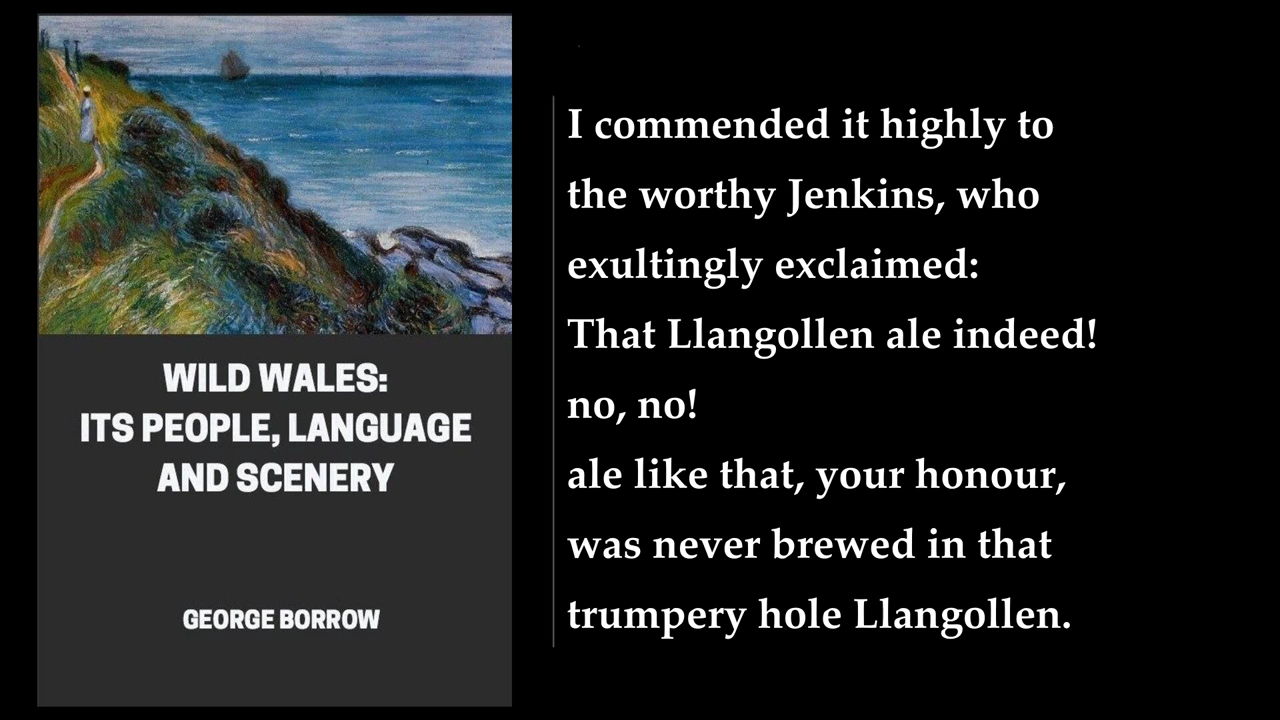 WILD WALES:
ITS PEOPLE, LANGUAGE
AND SCENERY
GEORGE BORROW
I commended it highly to
the worthy Jenkins, who
exultingly exclaimed:
That Llangollen ale indeed!
no, no!
ale like that, your honour,
was never brewed in that
trumpery hole Llangollen.